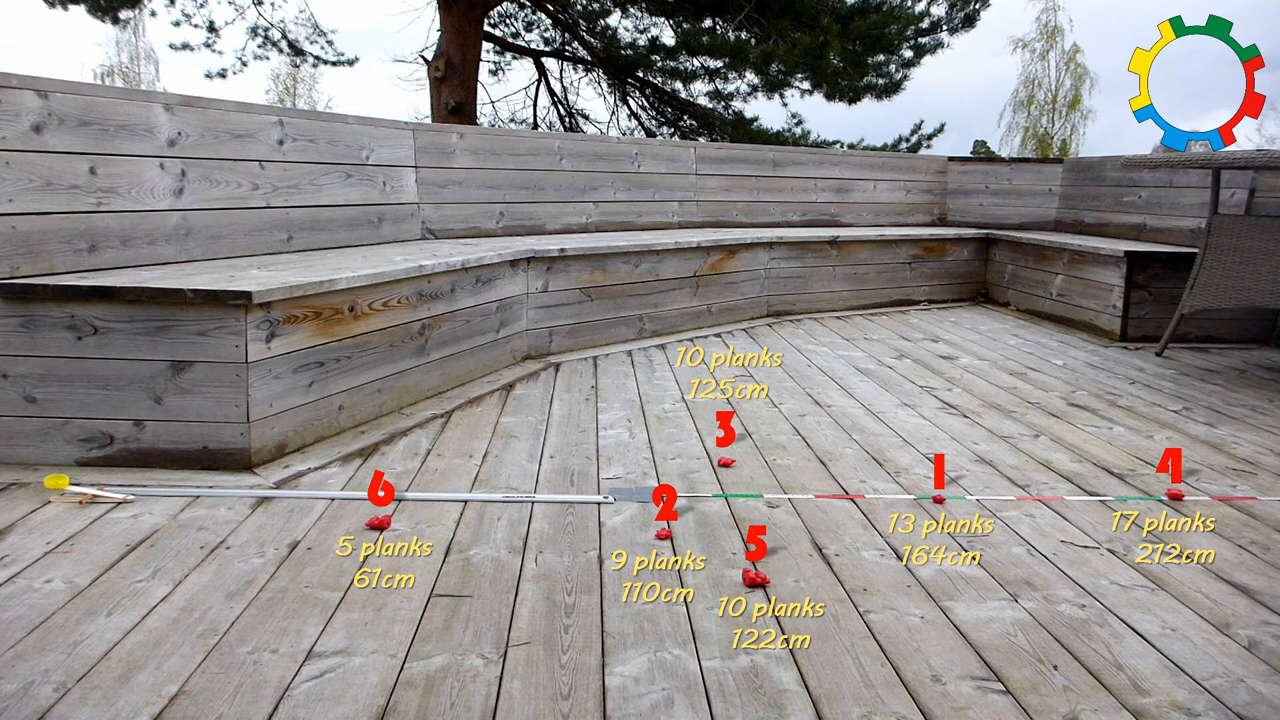 10 planks
125cm
3
6
5 planks
61cm
2
9 planks
110cm
5
10 planks
122cm
1
13 planks
164cm
4
17 planks
212cm